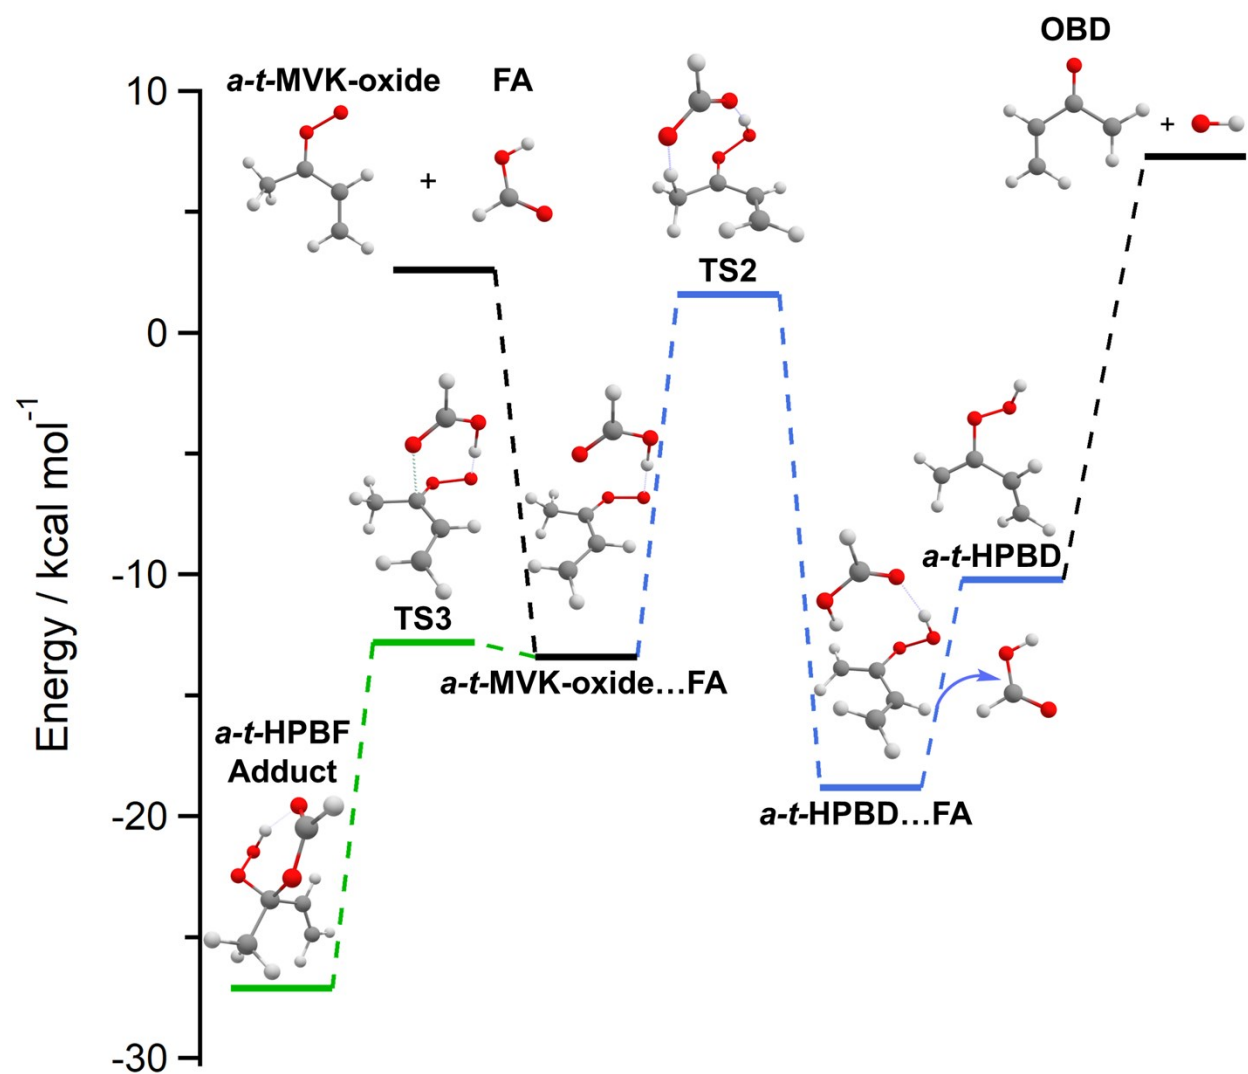 OBD
a-t-MVK-oxide
FA
+
+
TS2
10
0
-10
-20
-30
Energy / kcal mol⁻¹
TS3
a-t-MVK-oxide...FA
a-t-HPBD
a-t-HPBF
Adduct
a-t-HPBD...FA